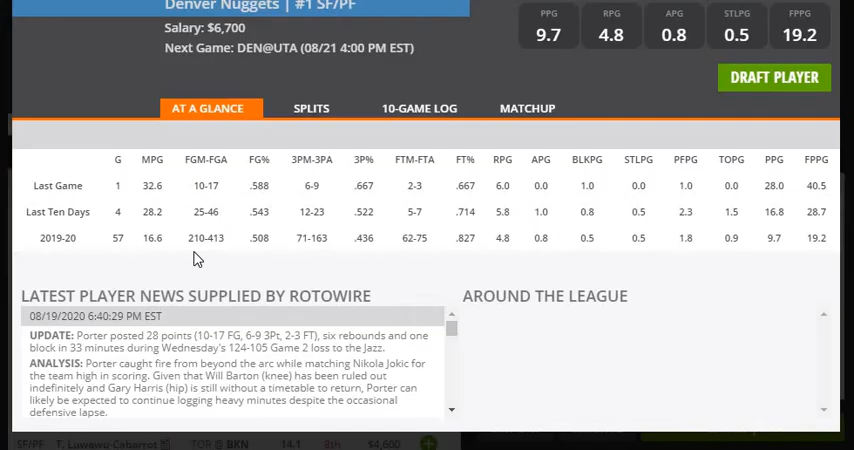 Denver Nuggets | #1 SF/PF
Salary: $6,700
Next Game: DEN@UTA (08/21 4:00 PM EST)
PPG RPG APG STLPG FPPG
9.7 4.8 0.8 0.5 19.2
DRAFT PLAYER
AT A GLANCE SPLITS 10-GAME LOG MATCHUP
G MPG FGM-FGA FG% 3PM-3PA 3P% FTM-FTA FT% RPG APG BLKPG STLPG PFPG TOPG PPG FPPG
Last Game 1 32.6 10-17 .588 6-9 .667 2-3 .667 6.0 0.0 1.0 0.0 1.0 0.0 28.0 40.5
Last Ten Days 4 28.2 25-46 .543 12-23 .522 5-7 .714 5.8 1.0 0.8 0.5 2.3 1.5 16.8 28.7
2019-20 57 16.6 210-413 .508 71-163 .436 62-75 .827 4.8 0.8 0.5 0.5 1.8 0.9 9.7 19.2
LATEST PLAYER NEWS SUPPLIED BY ROTOWIRE
08/19/2020 6:40:29 PM EST
UPDATE: Porter posted 28 points (10-17 FG, 6-9 3Pt, 2-3 FT), six rebounds and one
block in 33 minutes during Wednesday's 124-105 Game 2 loss to the Jazz.
ANALYSIS: Porter caught fire from beyond the arc while matching Nikola Jokic for
the team high in scoring. Given that Will Barton (knee) has been ruled out
indefinitely and Gary Harris (hip) is still without a timetable to return, Porter can
likely be expected to continue logging heavy minutes despite the occasional
defensive lapse.
AROUND THE LEAGUE
SF/PF T. Luwawu-Cabarrot TOR @ BKN 14.1 8th $4,600